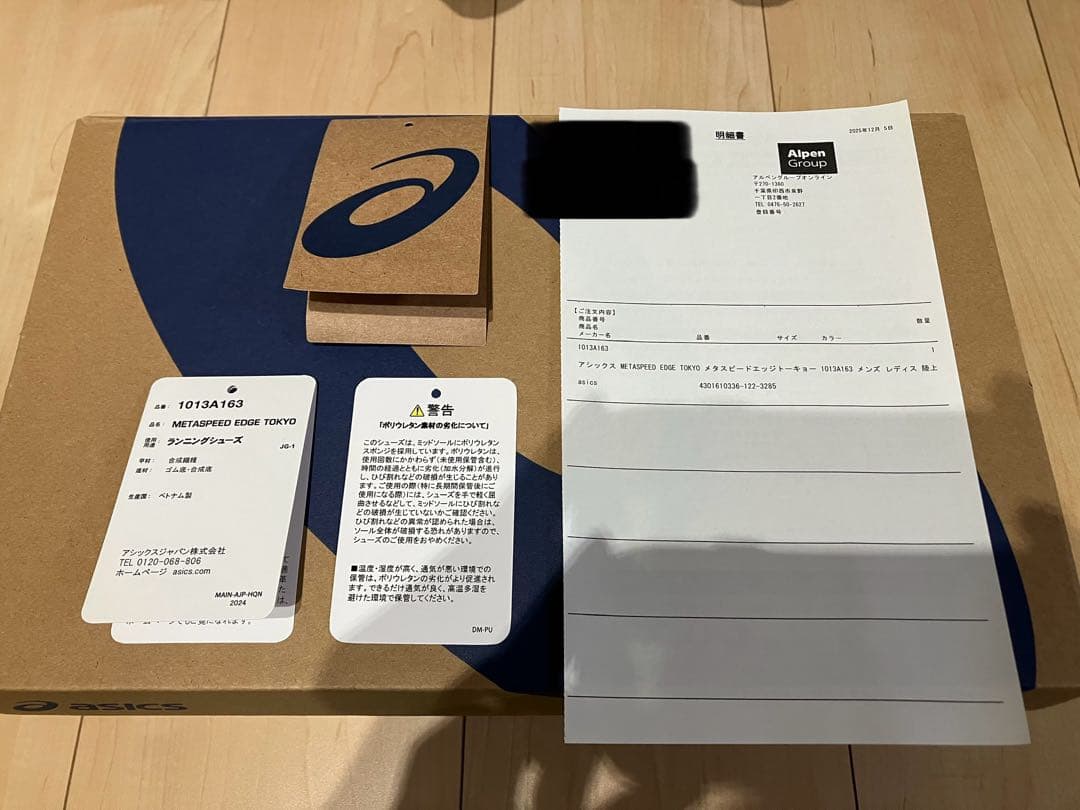 明細書
2025年12月 5日
Alpen
Group
アルペングループオンライン
〒270-1360
千葉県印西市泉野
一丁目2番地
TEL 0476-50-2627
登録番号
【ご注文内容】
商品番号
数量
商品名
メーカー名 品番 サイズ カラー
1013A163 1
アシックス METASPEED EDGE TOKYO メタスピードエッジトーキョー 1013A163 メンズ レディス 陸上
asics 4301610336-122-3285
品番: 1013A163
品名: METASPEED EDGE TOKYO
使用用途: ランニングシューズ
JG-1
甲材: 合成繊維
底材: ゴム底・合成底
生産国: ベトナム製
アシックスジャパン株式会社
TEL 0120-068-806
ホームページ asics.com
MAIN-AJP-HQN
2024
警告
「ポリウレタン素材の劣化について」
このシューズは、ミッドソールにポリウレタン
スポンジを採用しています。ポリウレタンは、
使用回数にかかわらず(未使用保管含む)、
時間の経過とともに劣化(加水分解)が進行
し、ひび割れなどの破損が生じることがあり
ます。ご使用の際(特に長期間保管後にご
使用になる際)には、シューズを手で軽く屈
曲させるなどして、ミッドソールにひび割れな
どの破損が生じていないかご確認ください。
ひび割れなどの異常が認められた場合は、
ソール全体が破損する恐れがありますので、
シューズのご使用をおやめください。
■温度・湿度が高く、通気が悪い環境での
保管は、ポリウレタンの劣化がより促進され
ます。できるだけ通気が良く、高温多湿を
避けた環境で保管してください。
DM-PU
asics